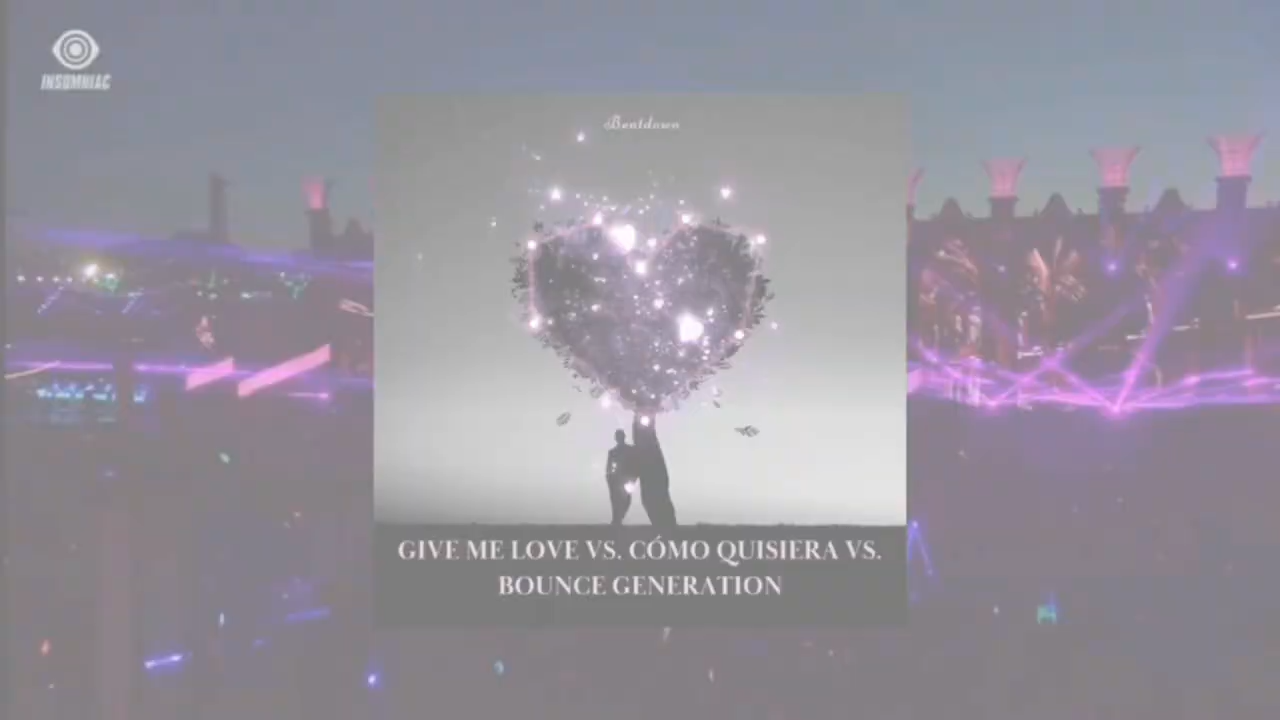 INSOMNIAC
Beatdown
GIVE ME LOVE VS. CÓMO QUISIERA VS.
BOUNCE GENERATION